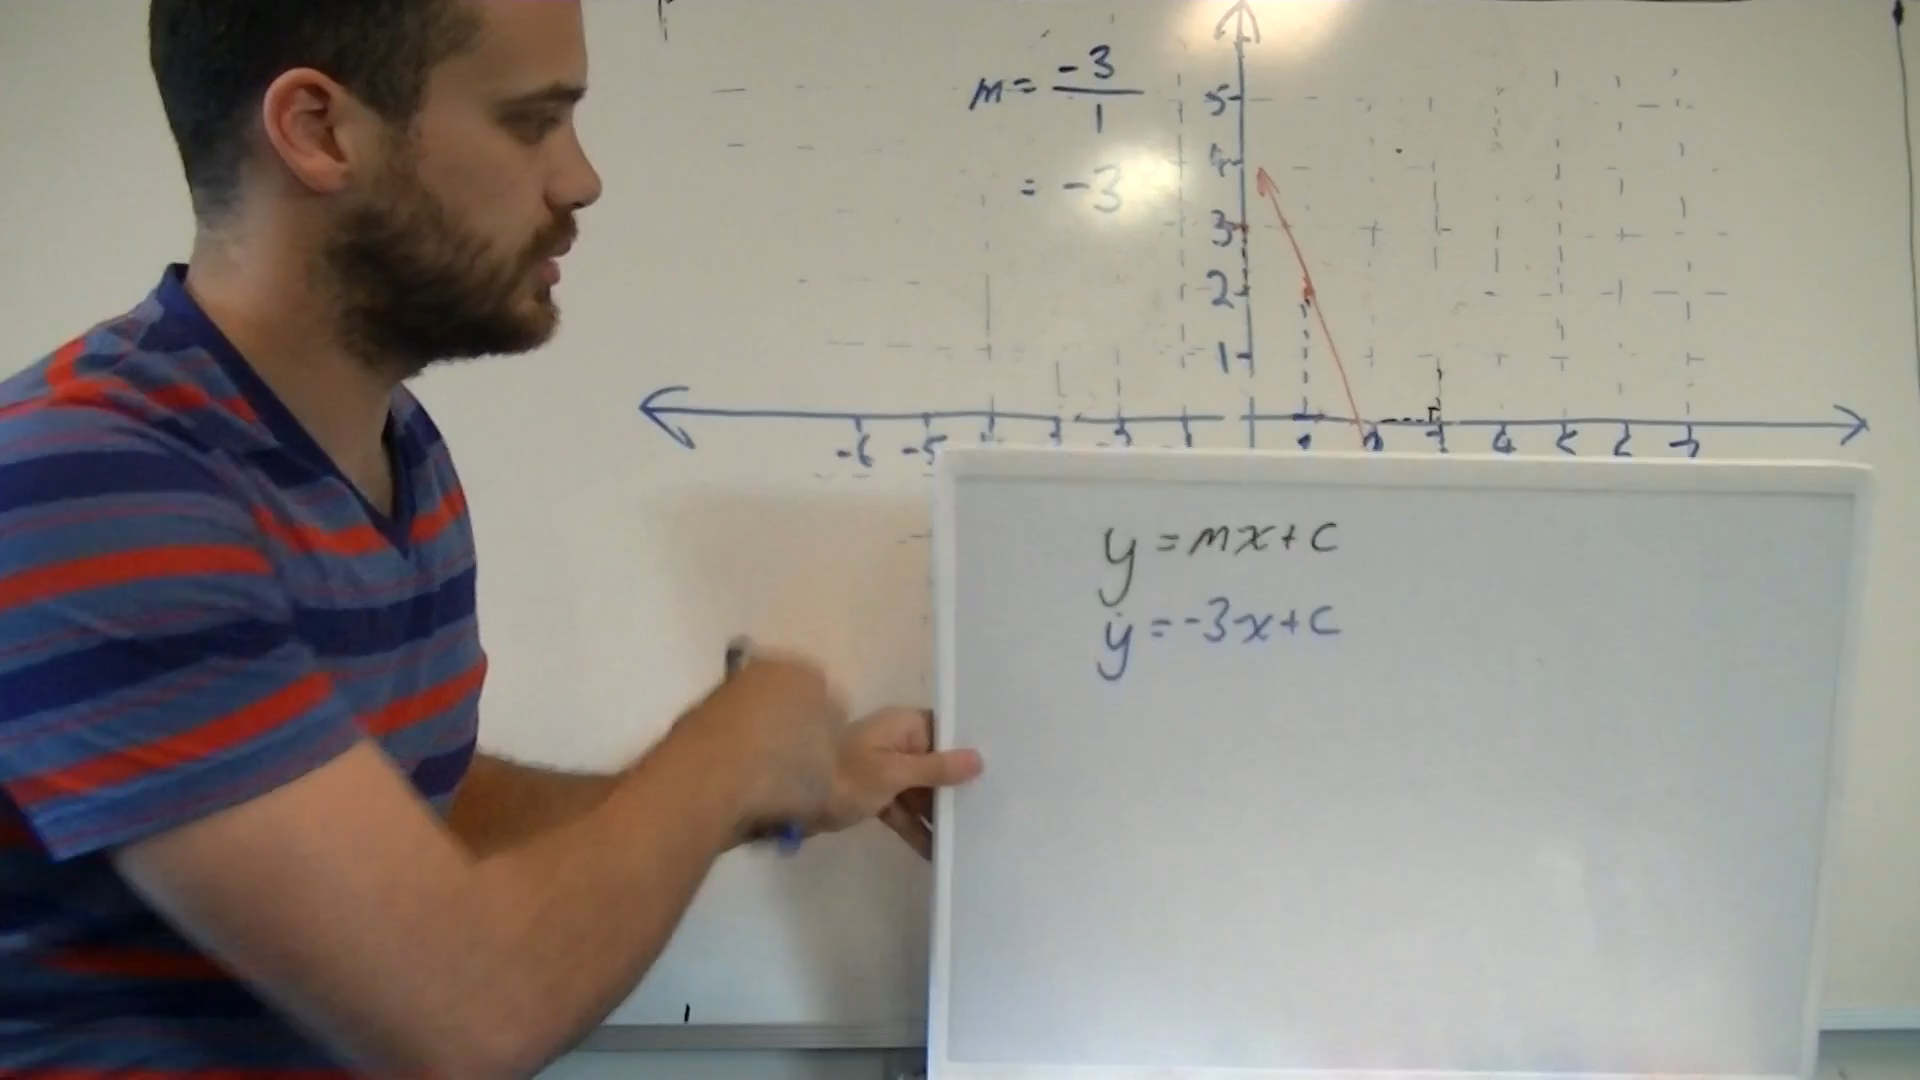 m = -3/1
= -3
5
4
3
2
1
-6 -5
y = mx + c
y = -3x + c